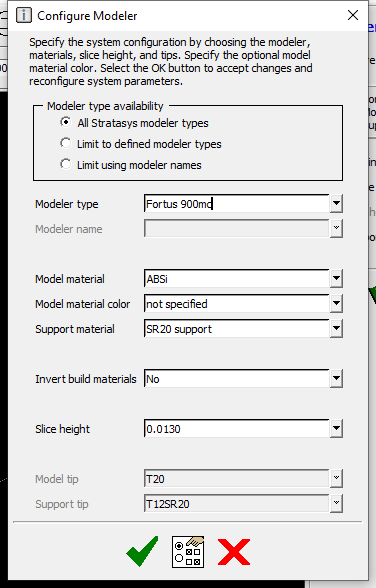 Configure Modeler
Specify the system configuration by choosing the modeler,
materials, slice height, and tips. Specify the optional model
material color. Select the OK button to accept changes and
reconfigure system parameters.
Modeler type availability
All Stratasys modeler types
Limit to defined modeler types
Limit using modeler names
Modeler type Fortus 900mc
Modeler name
Model material ABSi
Model material color not specified
Support material SR20 support
Invert build materials No
Slice height 0.0130
Model tip T20
Support tip T12SR20